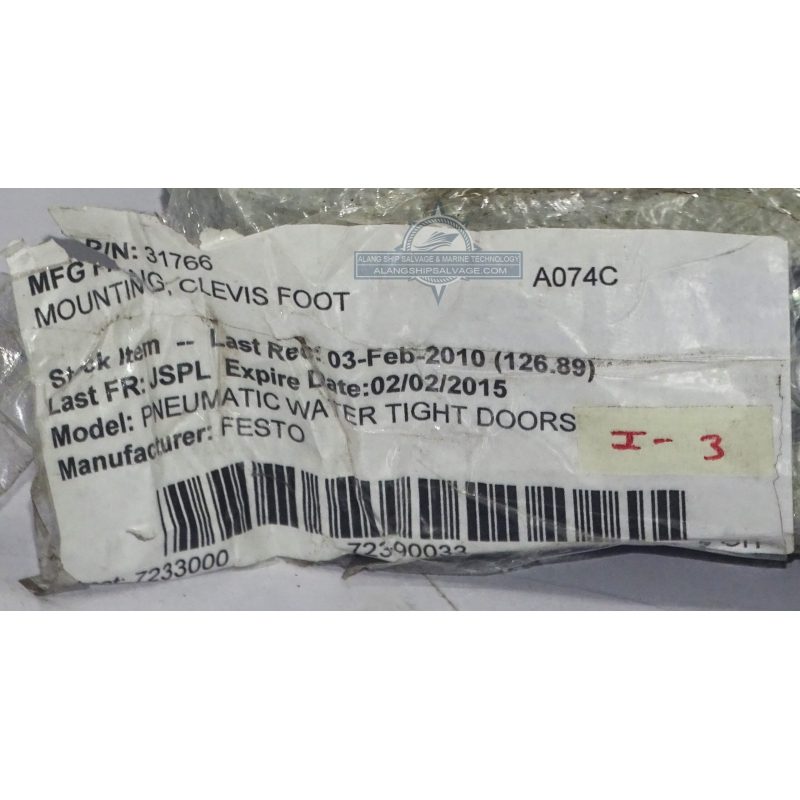 ALANG SHIP SALVAGE & MARINE TECHNOLOGY
ALANGSHIPSALVAGE.COM
P/N: 31766
MFG
A074C
MOUNTING, CLEVIS FOOT
Stock Item -- Last Rec: 03-Feb-2010 (126.89)
Last FR: JSPL Expire Date:02/02/2015
Model: PNEUMATIC WATER TIGHT DOORS
Manufacturer: FESTO
I - 3
7233000
72390033